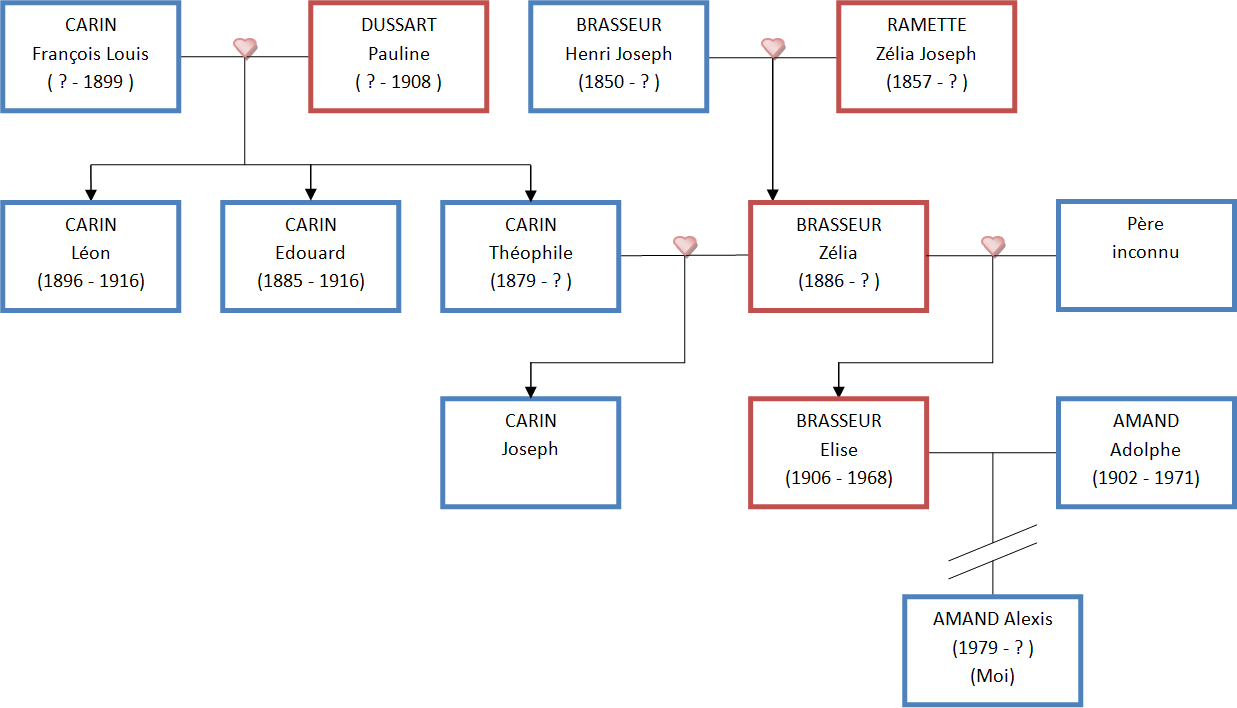 CARIN
François Louis
( ? - 1899 )
DUSSART
Pauline
( ? - 1908 )
BRASSEUR
Henri Joseph
(1850 - ? )
RAMETTE
Zélia Joseph
(1857 - ? )
CARIN
Léon
(1896 - 1916)
CARIN
Edouard
(1885 - 1916)
CARIN
Théophile
(1879 - ? )
BRASSEUR
Zélia
(1886 - ? )
Père
inconnu
CARIN
Joseph
BRASSEUR
Elise
(1906 - 1968)
AMAND
Adolphe
(1902 - 1971)
AMAND Alexis
(1979 - ? )
(Moi)